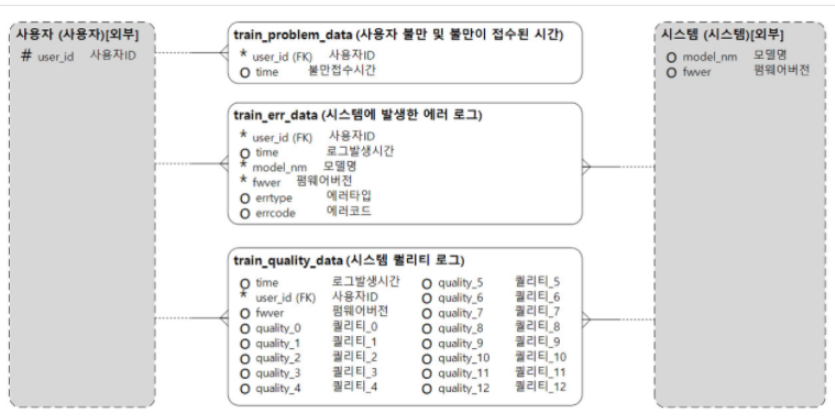 사용자 (사용자)[외부]
# user_id 사용자ID
train_problem_data (사용자 불만 및 불만이 접수된 시간)
* user_id (FK) 사용자ID
O time 불만접수시간
시스템 (시스템)[외부]
O model_nm 모델명
O fwver 펌웨어버전
train_err_data (시스템에 발생한 에러 로그)
* user_id (FK) 사용자ID
O time 로그발생시간
* model_nm 모델명
* fwver 펌웨어버전
O errtype 에러타입
O errcode 에러코드
train_quality_data (시스템 퀄리티 로그)
O time 로그발생시간 O quality_5 퀄리티_5
* user_id (FK) 사용자ID O quality_6 퀄리티_6
O fwver 펌웨어버전 O quality_7 퀄리티_7
O quality_0 퀄리티_0 O quality_8 퀄리티_8
O quality_1 퀄리티_1 O quality_9 퀄리티_9
O quality_2 퀄리티_2 O quality_10 퀄리티_10
O quality_3 퀄리티_3 O quality_11 퀄리티_11
O quality_4 퀄리티_4 O quality_12 퀄리티_12